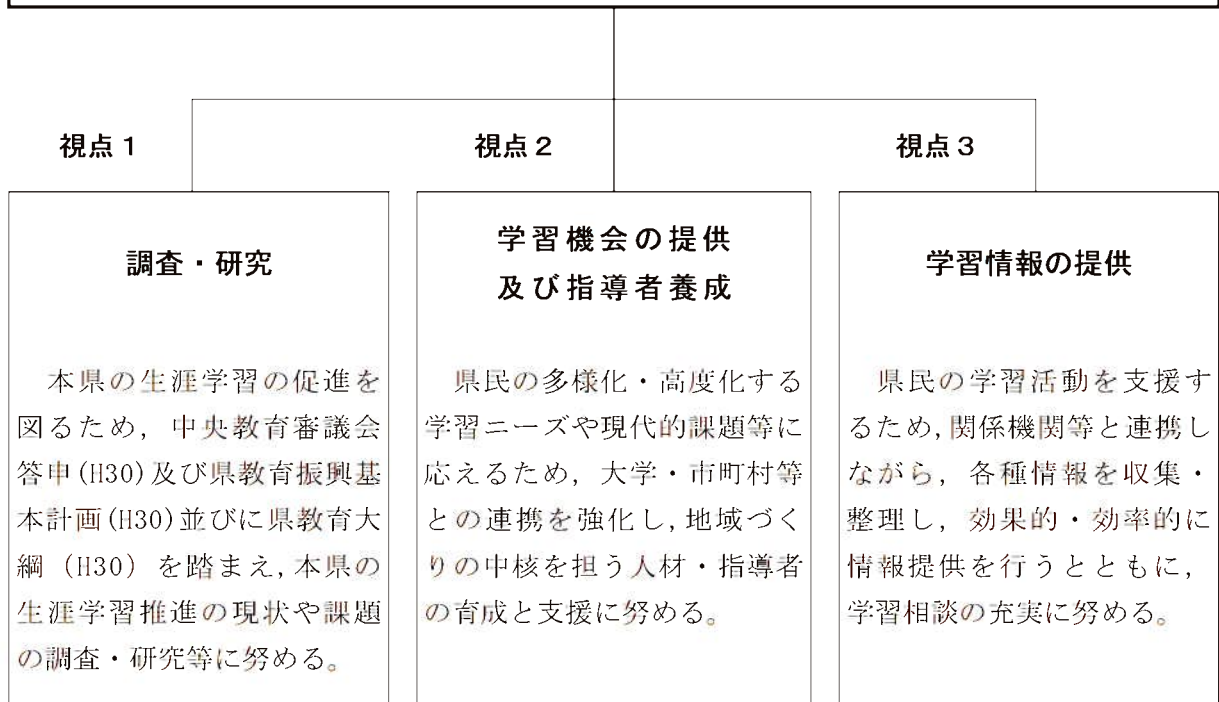 視点1
調査・研究
本県の生涯学習の促進を
図るため，中央教育審議会
答申(H30)及び県教育振興基
本計画(H30)並びに県教育大
綱（H30）を踏まえ,本県の
生涯学習推進の現状や課題
の調査・研究等に努める。
視点2
学習機会の提供
及び指導者養成
県民の多様化・高度化する
学習ニーズや現代的課題等に
応えるため，大学・市町村等
との連携を強化し,地域づく
りの中核を担う人材・指導者
の育成と支援に努める。
視点3
学習情報の提供
県民の学習活動を支援す
るため,関係機関等と連携し
ながら，各種情報を収集・
整理し，効果的・効率的に
情報提供を行うとともに，
学習相談の充実に努める。